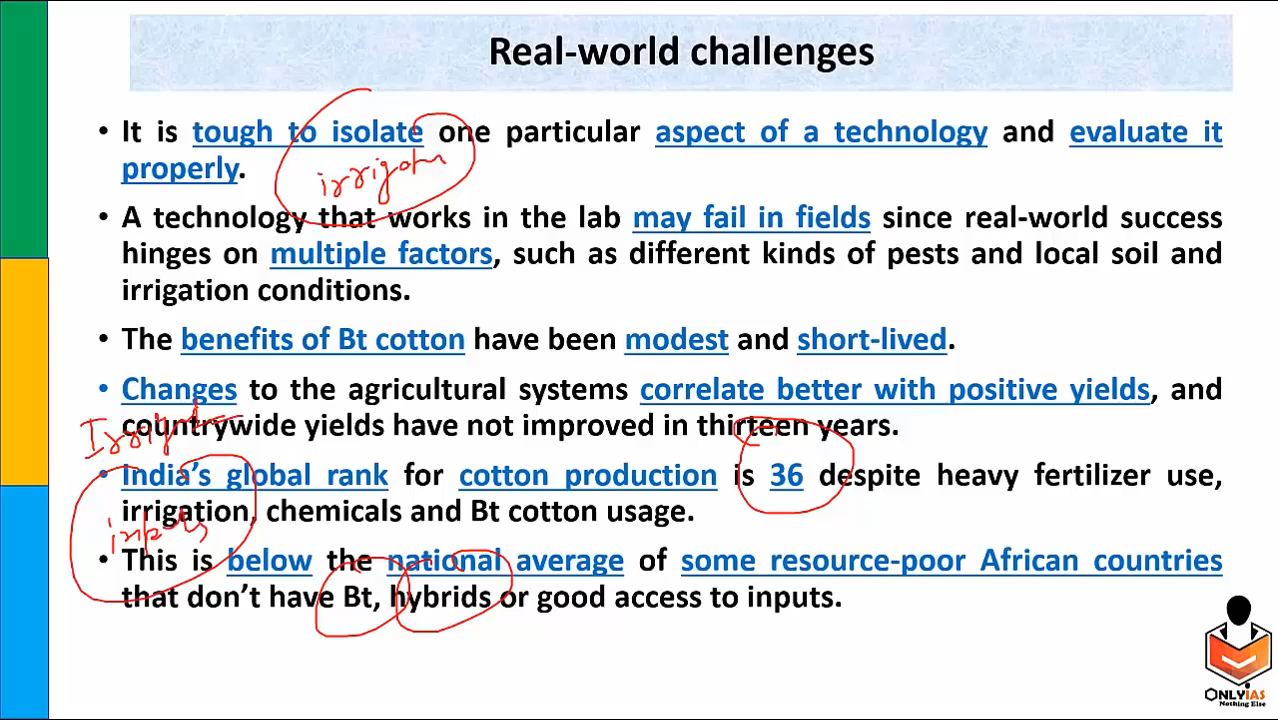 Real-world challenges
• It is tough to isolate one particular aspect of a technology and evaluate it
properly.
• A technology that works in the lab may fail in fields since real-world success
hinges on multiple factors, such as different kinds of pests and local soil and
irrigation conditions.
• The benefits of Bt cotton have been modest and short-lived.
• Changes to the agricultural systems correlate better with positive yields, and
countrywide yields have not improved in thirteen years.
• India’s global rank for cotton production is 36 despite heavy fertilizer use,
irrigation, chemicals and Bt cotton usage.
inputs
• This is below the national average of some resource-poor African countries
that don’t have Bt, hybrids or good access to inputs.
ONLYIAS
Nothing Else